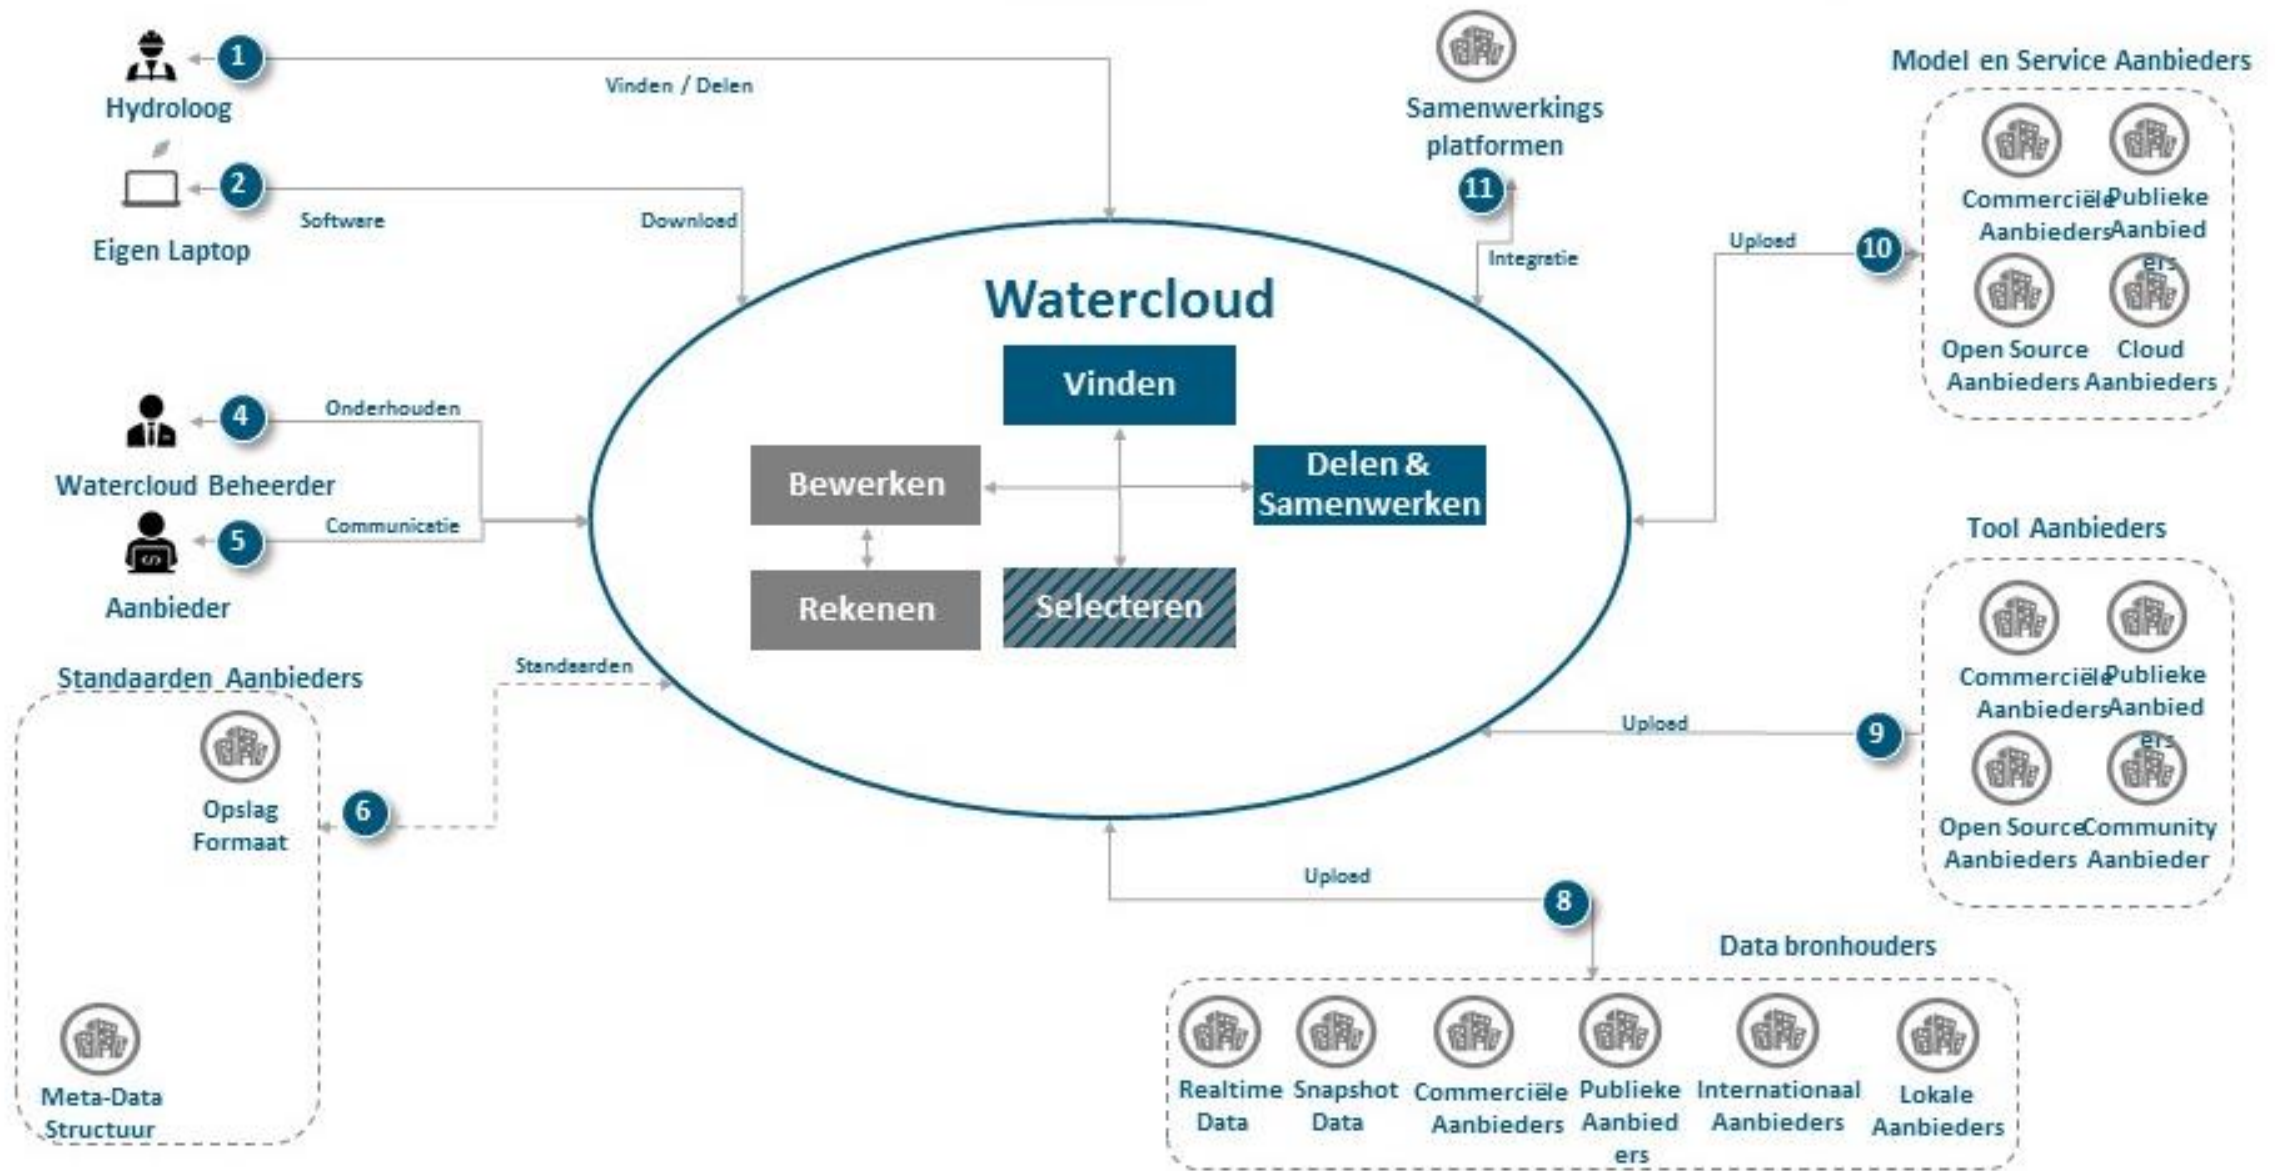 1
Vinden / Delen
Hydroloog
2
Software
Download
Eigen Laptop
Samenwerkings
platformen
11
Integratie
Model en Service Aanbieders
Commerciële
Aanbieders
Publieke
Aanbied
ers
Open Source
Aanbieders
Cloud
Aanbieders
Upload
10
Watercloud
Vinden
Bewerken
Delen &
Samenwerken
Rekenen
Selecteren
4
Onderhouden
Watercloud Beheerder
5
Communicatie
Aanbieder
Tool Aanbieders
Commerciële
Aanbieders
Publieke
Aanbied
ers
Open Source
Aanbieders
Community
Aanbieder
Upload
9
Standaarden Aanbieders
Standaarden
Opslag
Formaat
6
Meta-Data
Structuur
Upload
8
Data bronhouders
Realtime
Data
Snapshot
Data
Commerciële
Aanbieders
Publieke
Aanbied
ers
Internationaal
Aanbieders
Lokale
Aanbieders